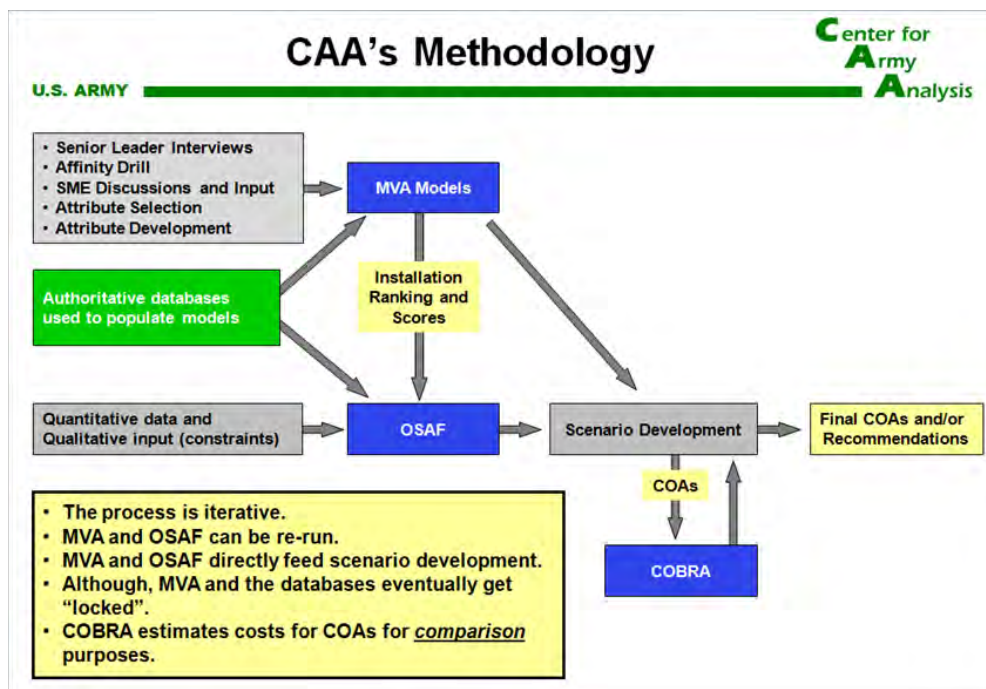 CAA's Methodology
Center for
Army
Analysis
U.S. ARMY
• Senior Leader Interviews
• Affinity Drill
• SME Discussions and Input
• Attribute Selection
• Attribute Development
MVA Models
Authoritative databases
used to populate models
Installation
Ranking and
Scores
Quantitative data and
Qualitative input (constraints)
OSAF
Scenario Development
Final COAs and/or
Recommendations
COAs
COBRA
• The process is iterative.
• MVA and OSAF can be re-run.
• MVA and OSAF directly feed scenario development.
• Although, MVA and the databases eventually get
"locked".
• COBRA estimates costs for COAs for comparison
purposes.